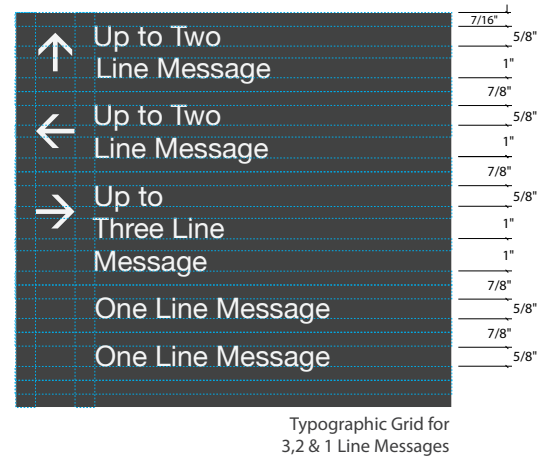 Up to Two
Line Message
Up to Two
Line Message
Up to
Three Line
Message
One Line Message
One Line Message
7/16"
5/8"
1"
7/8"
5/8"
1"
7/8"
5/8"
1"
1"
7/8"
5/8"
7/8"
5/8"
Typographic Grid for
3,2 & 1 Line Messages